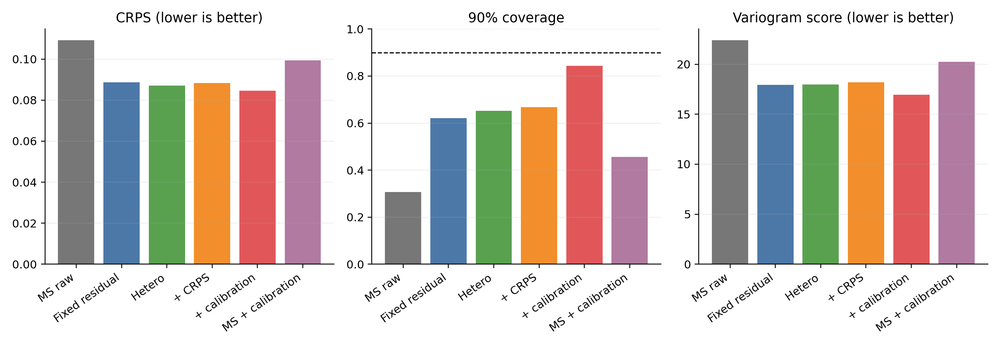 CRPS (lower is better)
0.10
0.08
0.06
0.04
0.02
0.00
MS raw
Fixed residual
Hetero
+ CRPS
+ calibration
MS + calibration
90% coverage
1.0
0.8
0.6
0.4
0.2
0.0
MS raw
Fixed residual
Hetero
+ CRPS
+ calibration
MS + calibration
Variogram score (lower is better)
20
15
10
5
0
MS raw
Fixed residual
Hetero
+ CRPS
+ calibration
MS + calibration